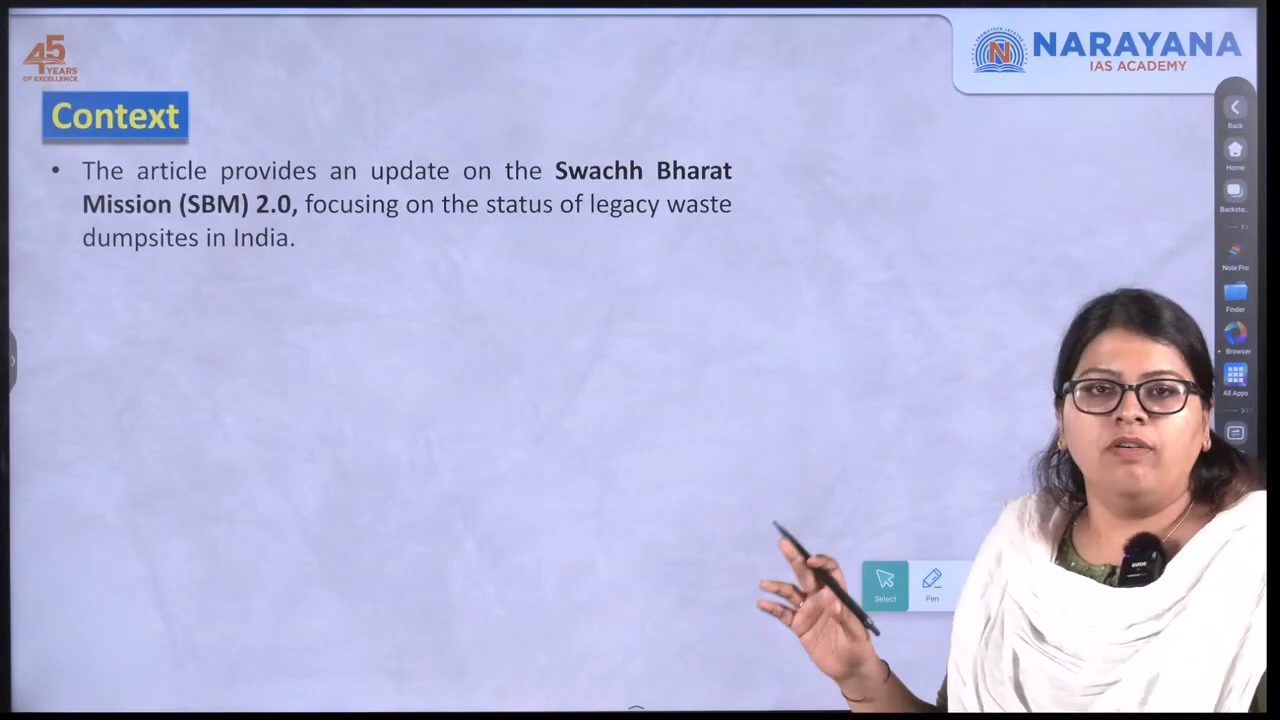 45
YEARS
OF EXCELLENCE
NARAYANA
IAS ACADEMY
N
Context
• The article provides an update on the Swachh Bharat
Mission (SBM) 2.0, focusing on the status of legacy waste
dumpsites in India.
Back
Home
Backsta..
Note Pro
Finder
Browser
All Apps
Select
Pen
RODE